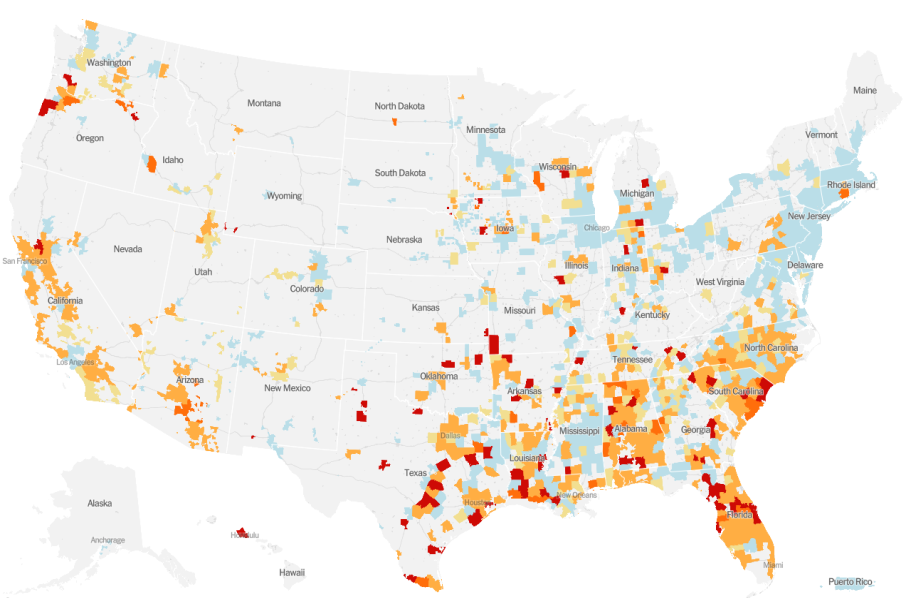 Maine
Washington
Montana
North Dakota
Minnesota
Vermont
Oregon
Idaho
Wisconsin
South Dakota
Rhode Island
Michigan
Wyoming
New Jersey
Iowa
Chicago
Nebraska
Nevada
San Francisco
Illinois
Indiana
Delaware
Utah
West Virginia
Colorado
California
Kansas
Missouri
Kentucky
North Carolina
Los Angeles
Tennessee
Arizona
Oklahoma
New Mexico
Arkansas
South Carolina
Mississippi
Alabama
Georgia
Dallas
Louisiana
Texas
New Orleans
Alaska
Houston
Florida
Honolulu
Anchorage
Miami
Hawaii
Puerto Rico